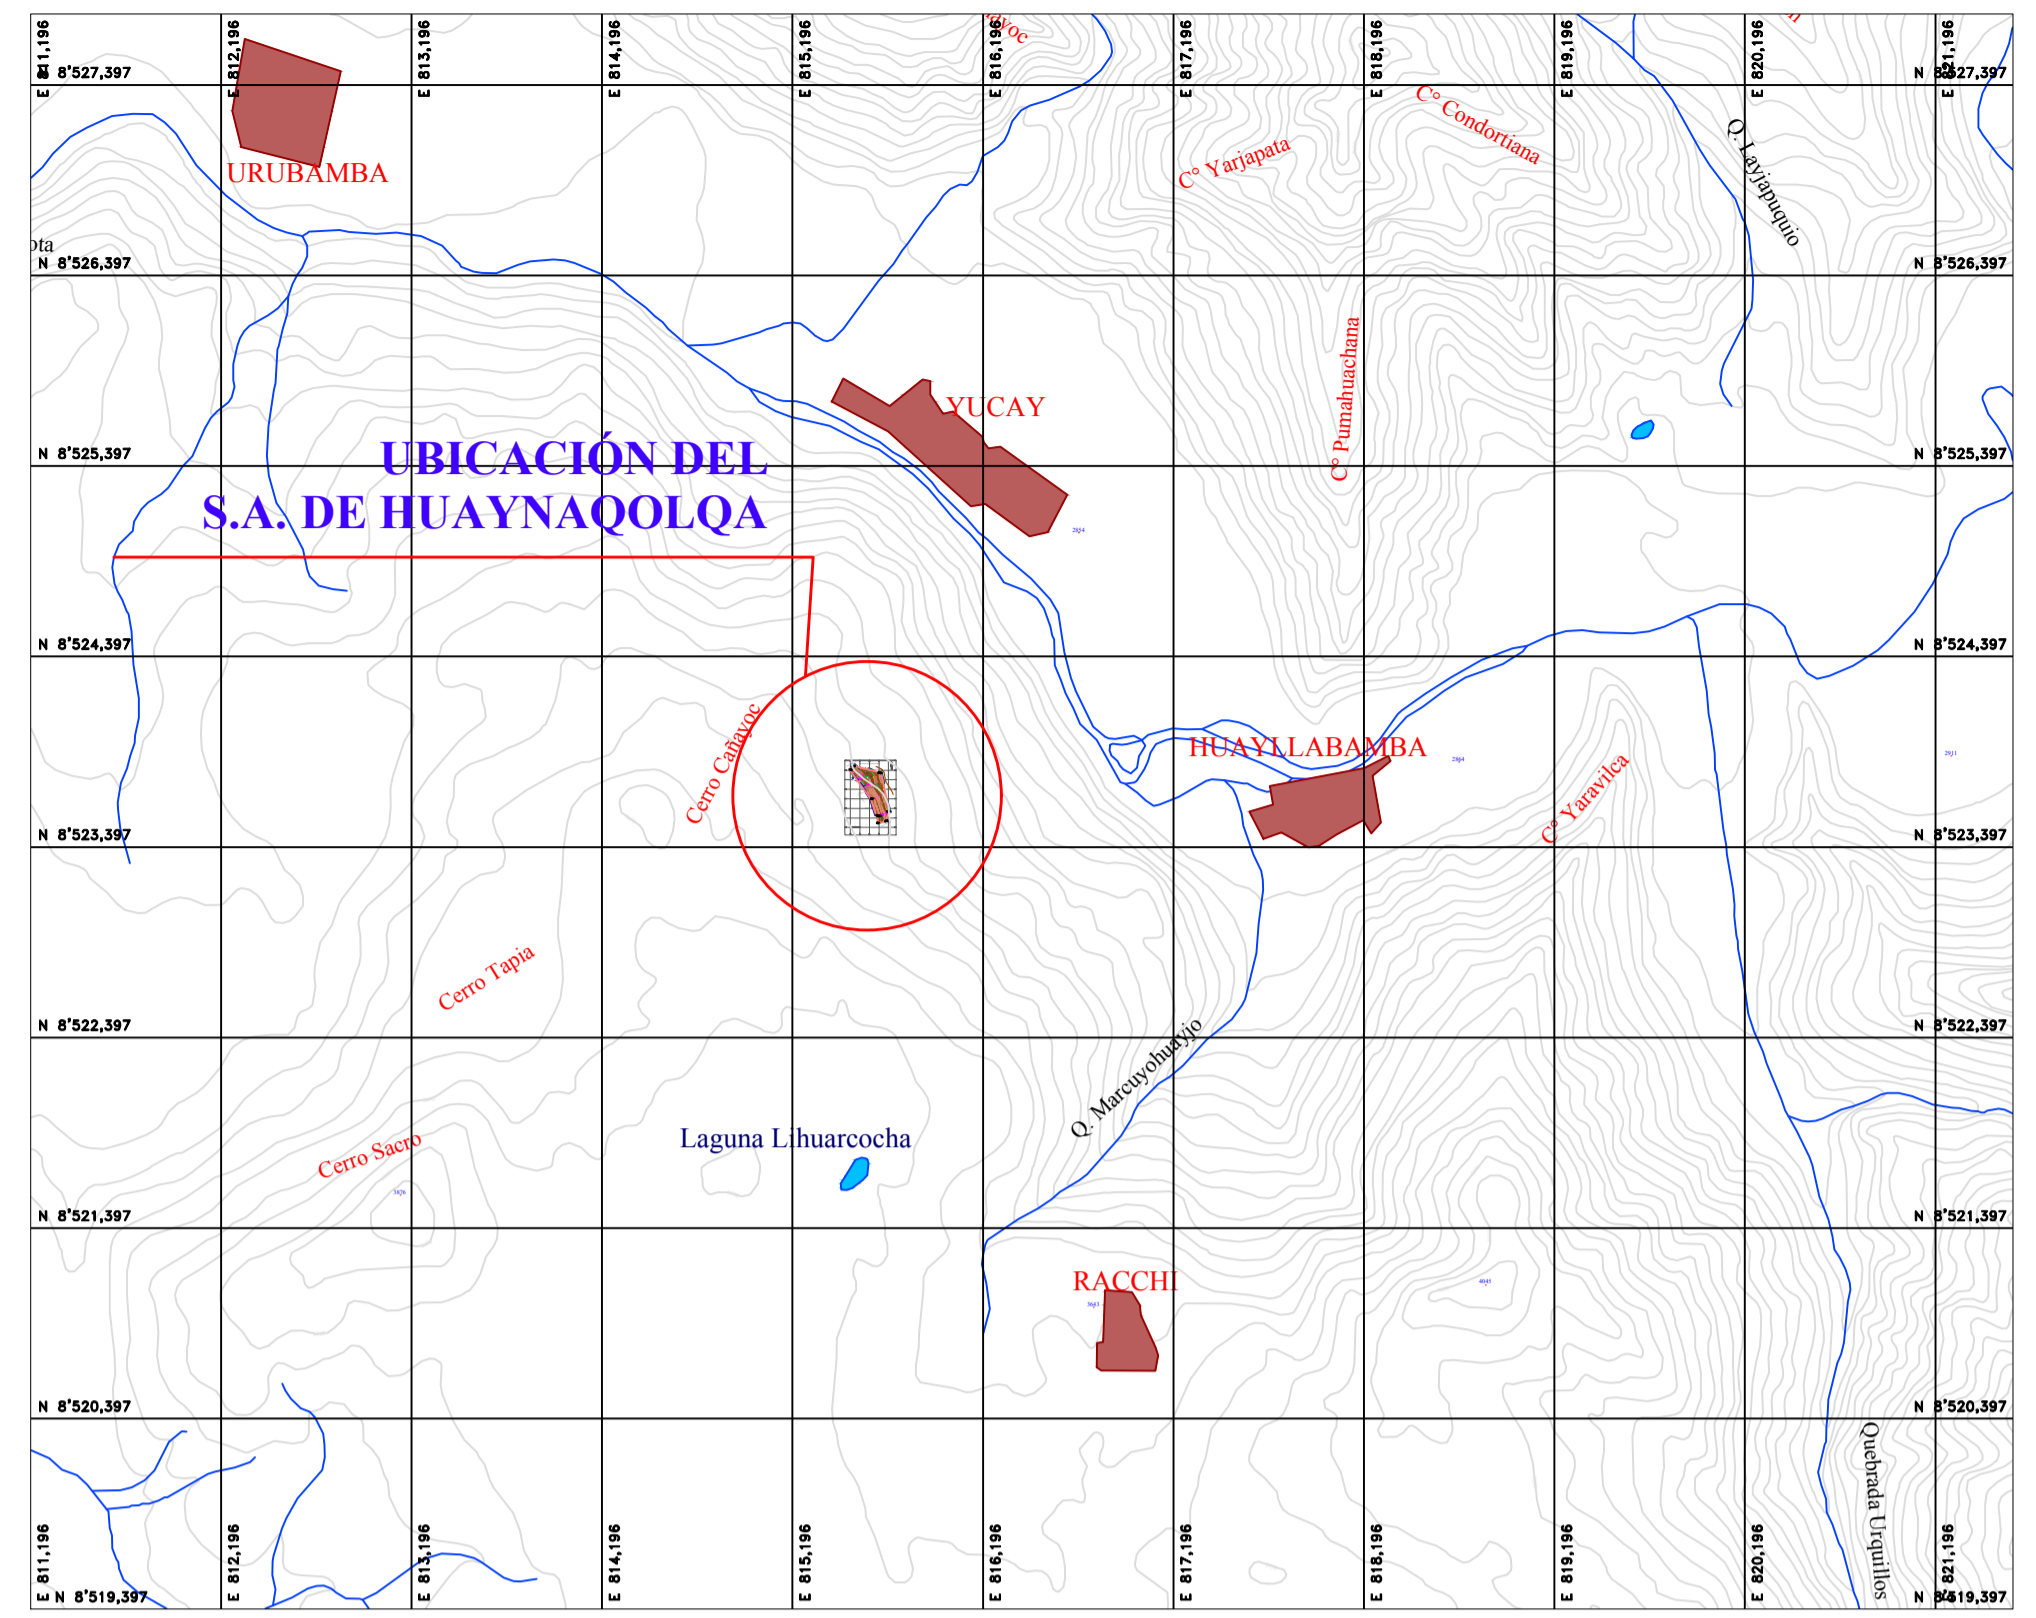 E 811,196
E 812,196
E 813,196
E 814,196
E 815,196
E 816,196
E 817,196
E 818,196
E 819,196
E 820,196
E 821,196
N 8'527,397
N 8'527,397
C° Condortiana
C° Yarjapata
Q. Layjapuquio
URUBAMBA
N 8'526,397
N 8'526,397
C° Pumahuachana
YUCAY
UBICACIÓN DEL
S.A. DE HUAYNAQOLQA
N 8'525,397
N 8'525,397
2854
N 8'524,397
N 8'524,397
Cerro Cañayoc
HUAYLLABAMBA
2911
C° Yaravilca
N 8'523,397
N 8'523,397
Cerro Tapia
N 8'522,397
N 8'522,397
Q. Marcuyohuayjo
Laguna Lihuarcocha
Cerro Sacro
3876
N 8'521,397
N 8'521,397
RACCHI
N 8'520,397
N 8'520,397
Quebrada Urquillos
E 811,196
E 812,196
E 813,196
E 814,196
E 815,196
E 816,196
E 817,196
E 818,196
E 819,196
E 820,196
E 821,196
N 8'519,397
N 8'519,397